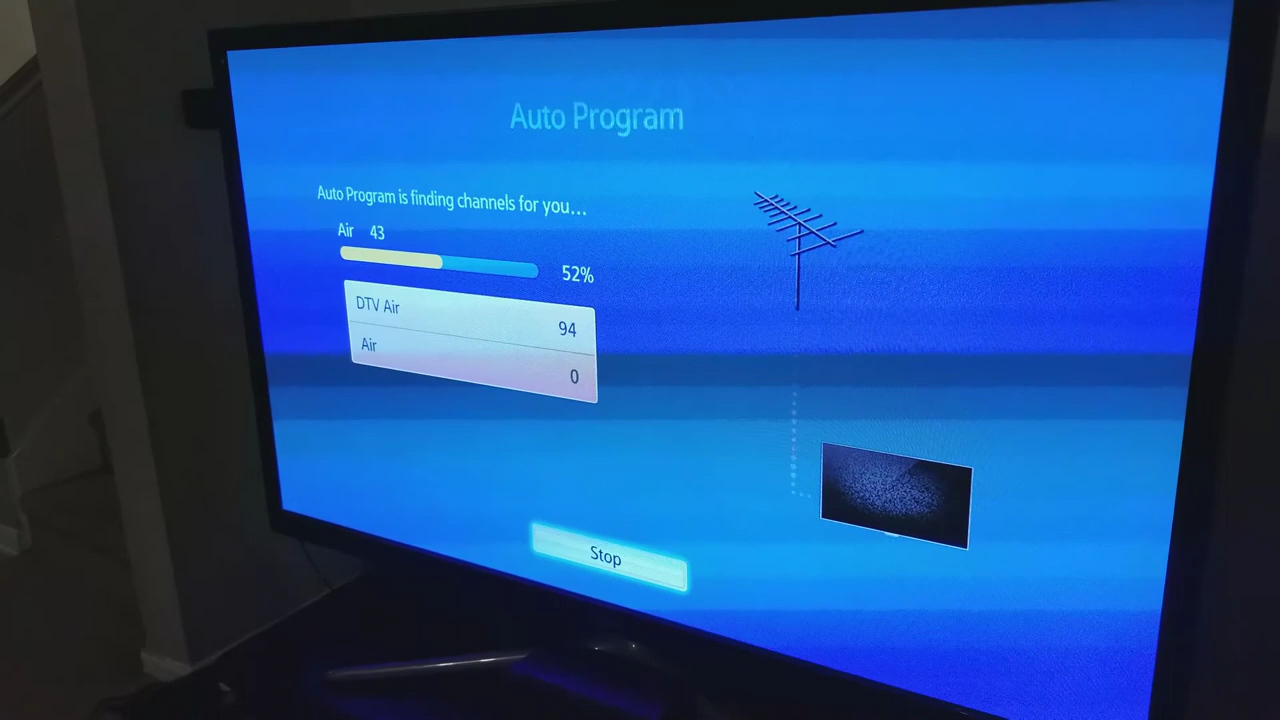 Auto Program
Auto Program is finding channels for you...
Air 43
52%
DTV Air 94
Air 0
Stop